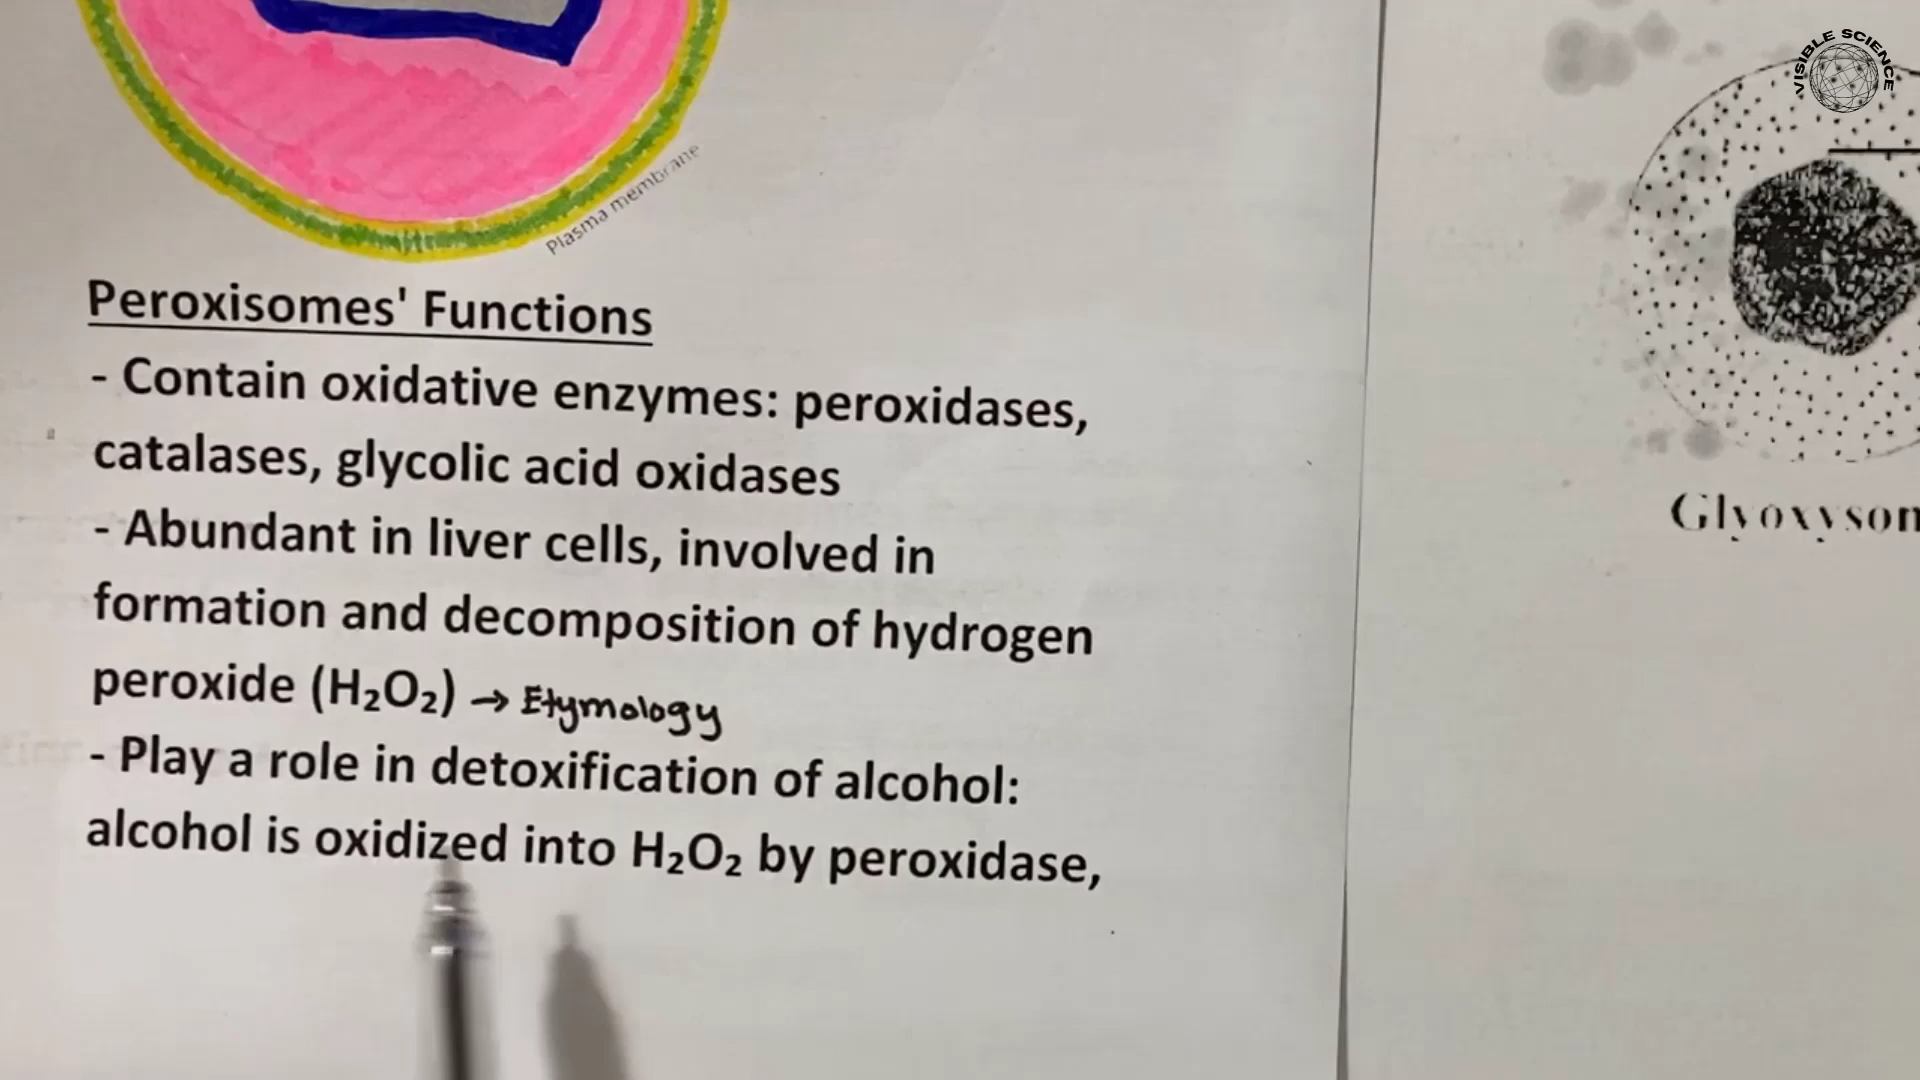 VISIBLE SCIENCE
Plasma membrane
Peroxisomes' Functions
- Contain oxidative enzymes: peroxidases,
catalases, glycolic acid oxidases
- Abundant in liver cells, involved in
formation and decomposition of hydrogen
peroxide (H₂O₂) → Etymology
- Play a role in detoxification of alcohol:
alcohol is oxidized into H₂O₂ by peroxidase,
Glyoxysom